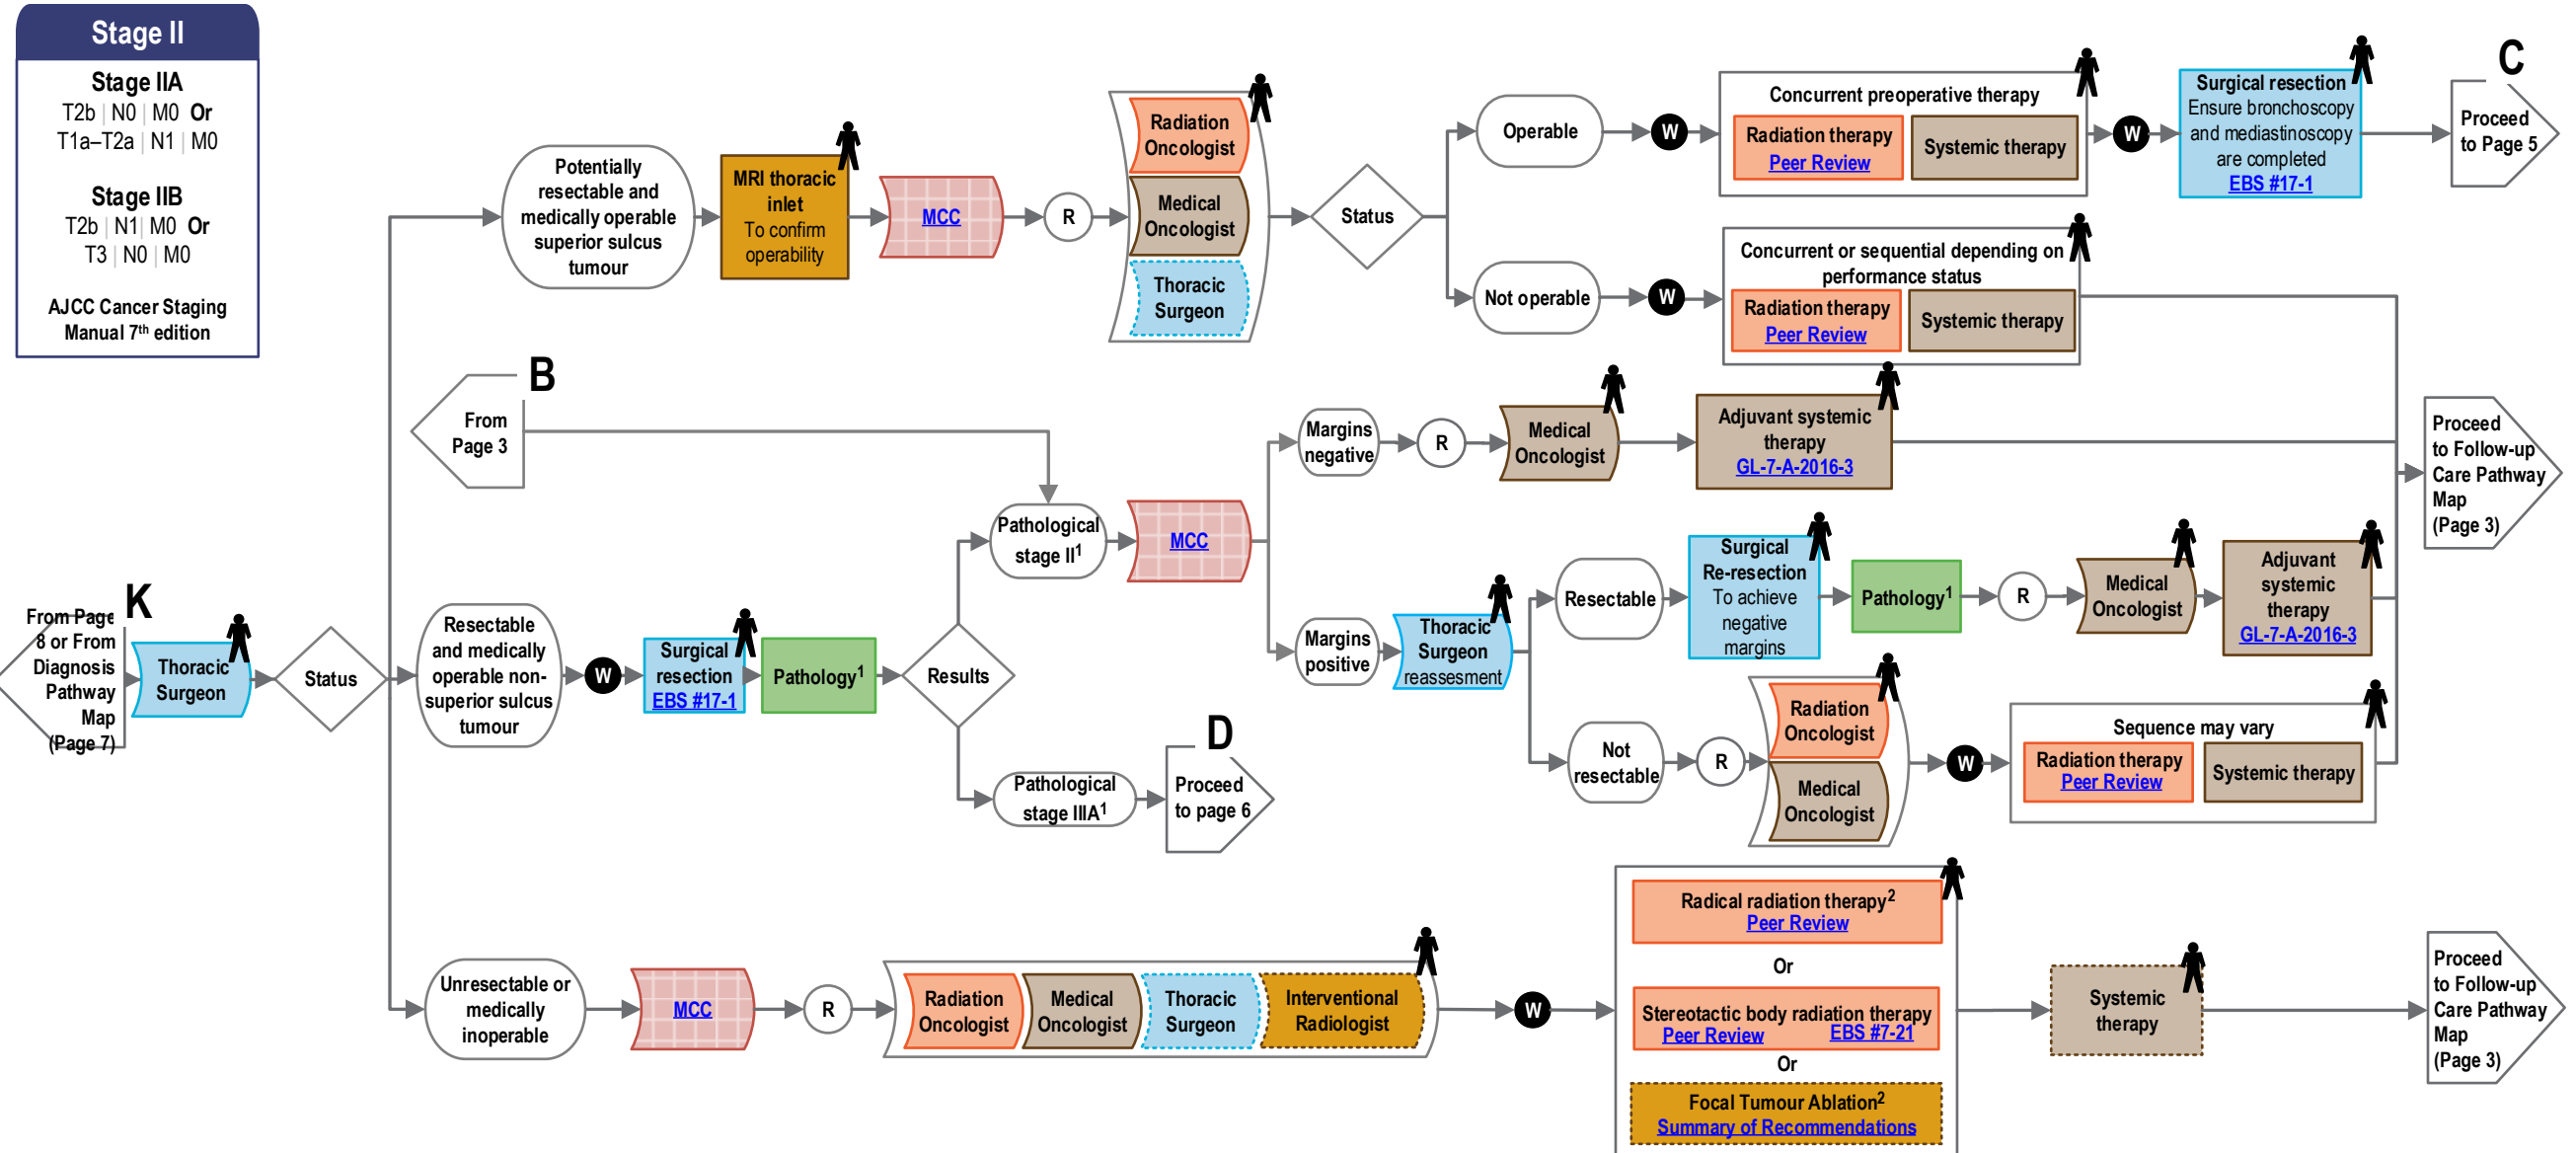 Stage II
Stage IIA
T2b | N0 | M0 Or
T1a–T2a | N1 | M0
Stage IIB
T2b | N1| M0 Or
T3 | N0 | M0
AJCC Cancer Staging
Manual 7th edition
Potentially
resectable and
medically operable
superior sulcus
tumour
MRI thoracic
inlet
To confirm
operability
MCC
R
Radiation
Oncologist
Medical
Oncologist
Thoracic
Surgeon
Status
Operable
W
Concurrent preoperative therapy
Radiation therapy
Peer Review
Systemic therapy
W
Surgical resection
Ensure bronchoscopy
and mediastinoscopy
are completed
EBS #17-1
C
Proceed
to Page 5
Not operable
W
Concurrent or sequential depending on
performance status
Radiation therapy
Peer Review
Systemic therapy
B
From
Page 3
K
From Page
8 or From
Diagnosis
Pathway
Map
(Page 7)
Thoracic
Surgeon
Status
Resectable
and medically
operable non-
superior sulcus
tumour
W
Surgical
resection
EBS #17-1
Pathology1
Results
Pathological
stage II1
MCC
Margins
negative
R
Medical
Oncologist
Adjuvant systemic
therapy
GL-7-A-2016-3
Proceed
to Follow-up
Care Pathway
Map
(Page 3)
Margins
positive
Thoracic
Surgeon
reassesment
Resectable
Surgical
Re-resection
To achieve
negative
margins
Pathology1
R
Medical
Oncologist
Adjuvant
systemic
therapy
GL-7-A-2016-3
Not
resectable
R
Radiation
Oncologist
Medical
Oncologist
W
Sequence may vary
Radiation therapy
Peer Review
Systemic therapy
Pathological
stage IIIA1
D
Proceed
to page 6
Unresectable or
medically
inoperable
MCC
R
Radiation
Oncologist
Medical
Oncologist
Thoracic
Surgeon
Interventional
Radiologist
W
Radical radiation therapy2
Peer Review
Or
Stereotactic body radiation therapy
Peer Review EBS #7-21
Or
Focal Tumour Ablation2
Summary of Recommendations
Systemic
therapy
Proceed
to Follow-up
Care Pathway
Map
(Page 3)